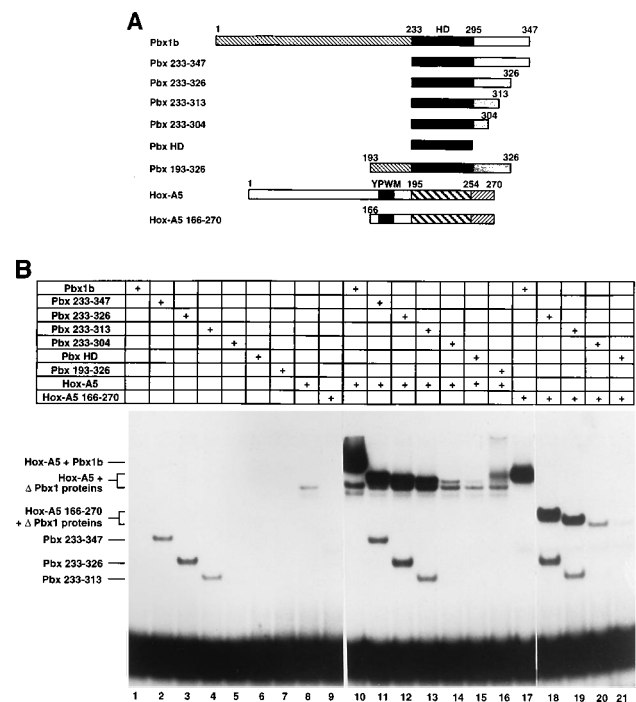 A
1 233 HD 295 347
Pbx1b
Pbx 233-347
326
Pbx 233-326
313
Pbx 233-313
304
Pbx 233-304
Pbx HD
193 326
Pbx 193-326
1 YPWM 195 254 270
Hox-A5
166
Hox-A5 166-270
B
Pbx1b + + +
Pbx 233-347 + +
Pbx 233-326 + + +
Pbx 233-313 + + +
Pbx 233-304 + + +
Pbx HD + + +
Pbx 193-326 + +
Hox-A5 + + + + + + + +
Hox-A5 166-270 + + + + + +
Hox-A5 + Pbx1b
Hox-A5 +
Δ Pbx1 proteins
Hox-A5 166-270
+ Δ Pbx1 proteins
Pbx 233-347
Pbx 233-326
Pbx 233-313
1 2 3 4 5 6 7 8 9 10 11 12 13 14 15 16 17 18 19 20 21